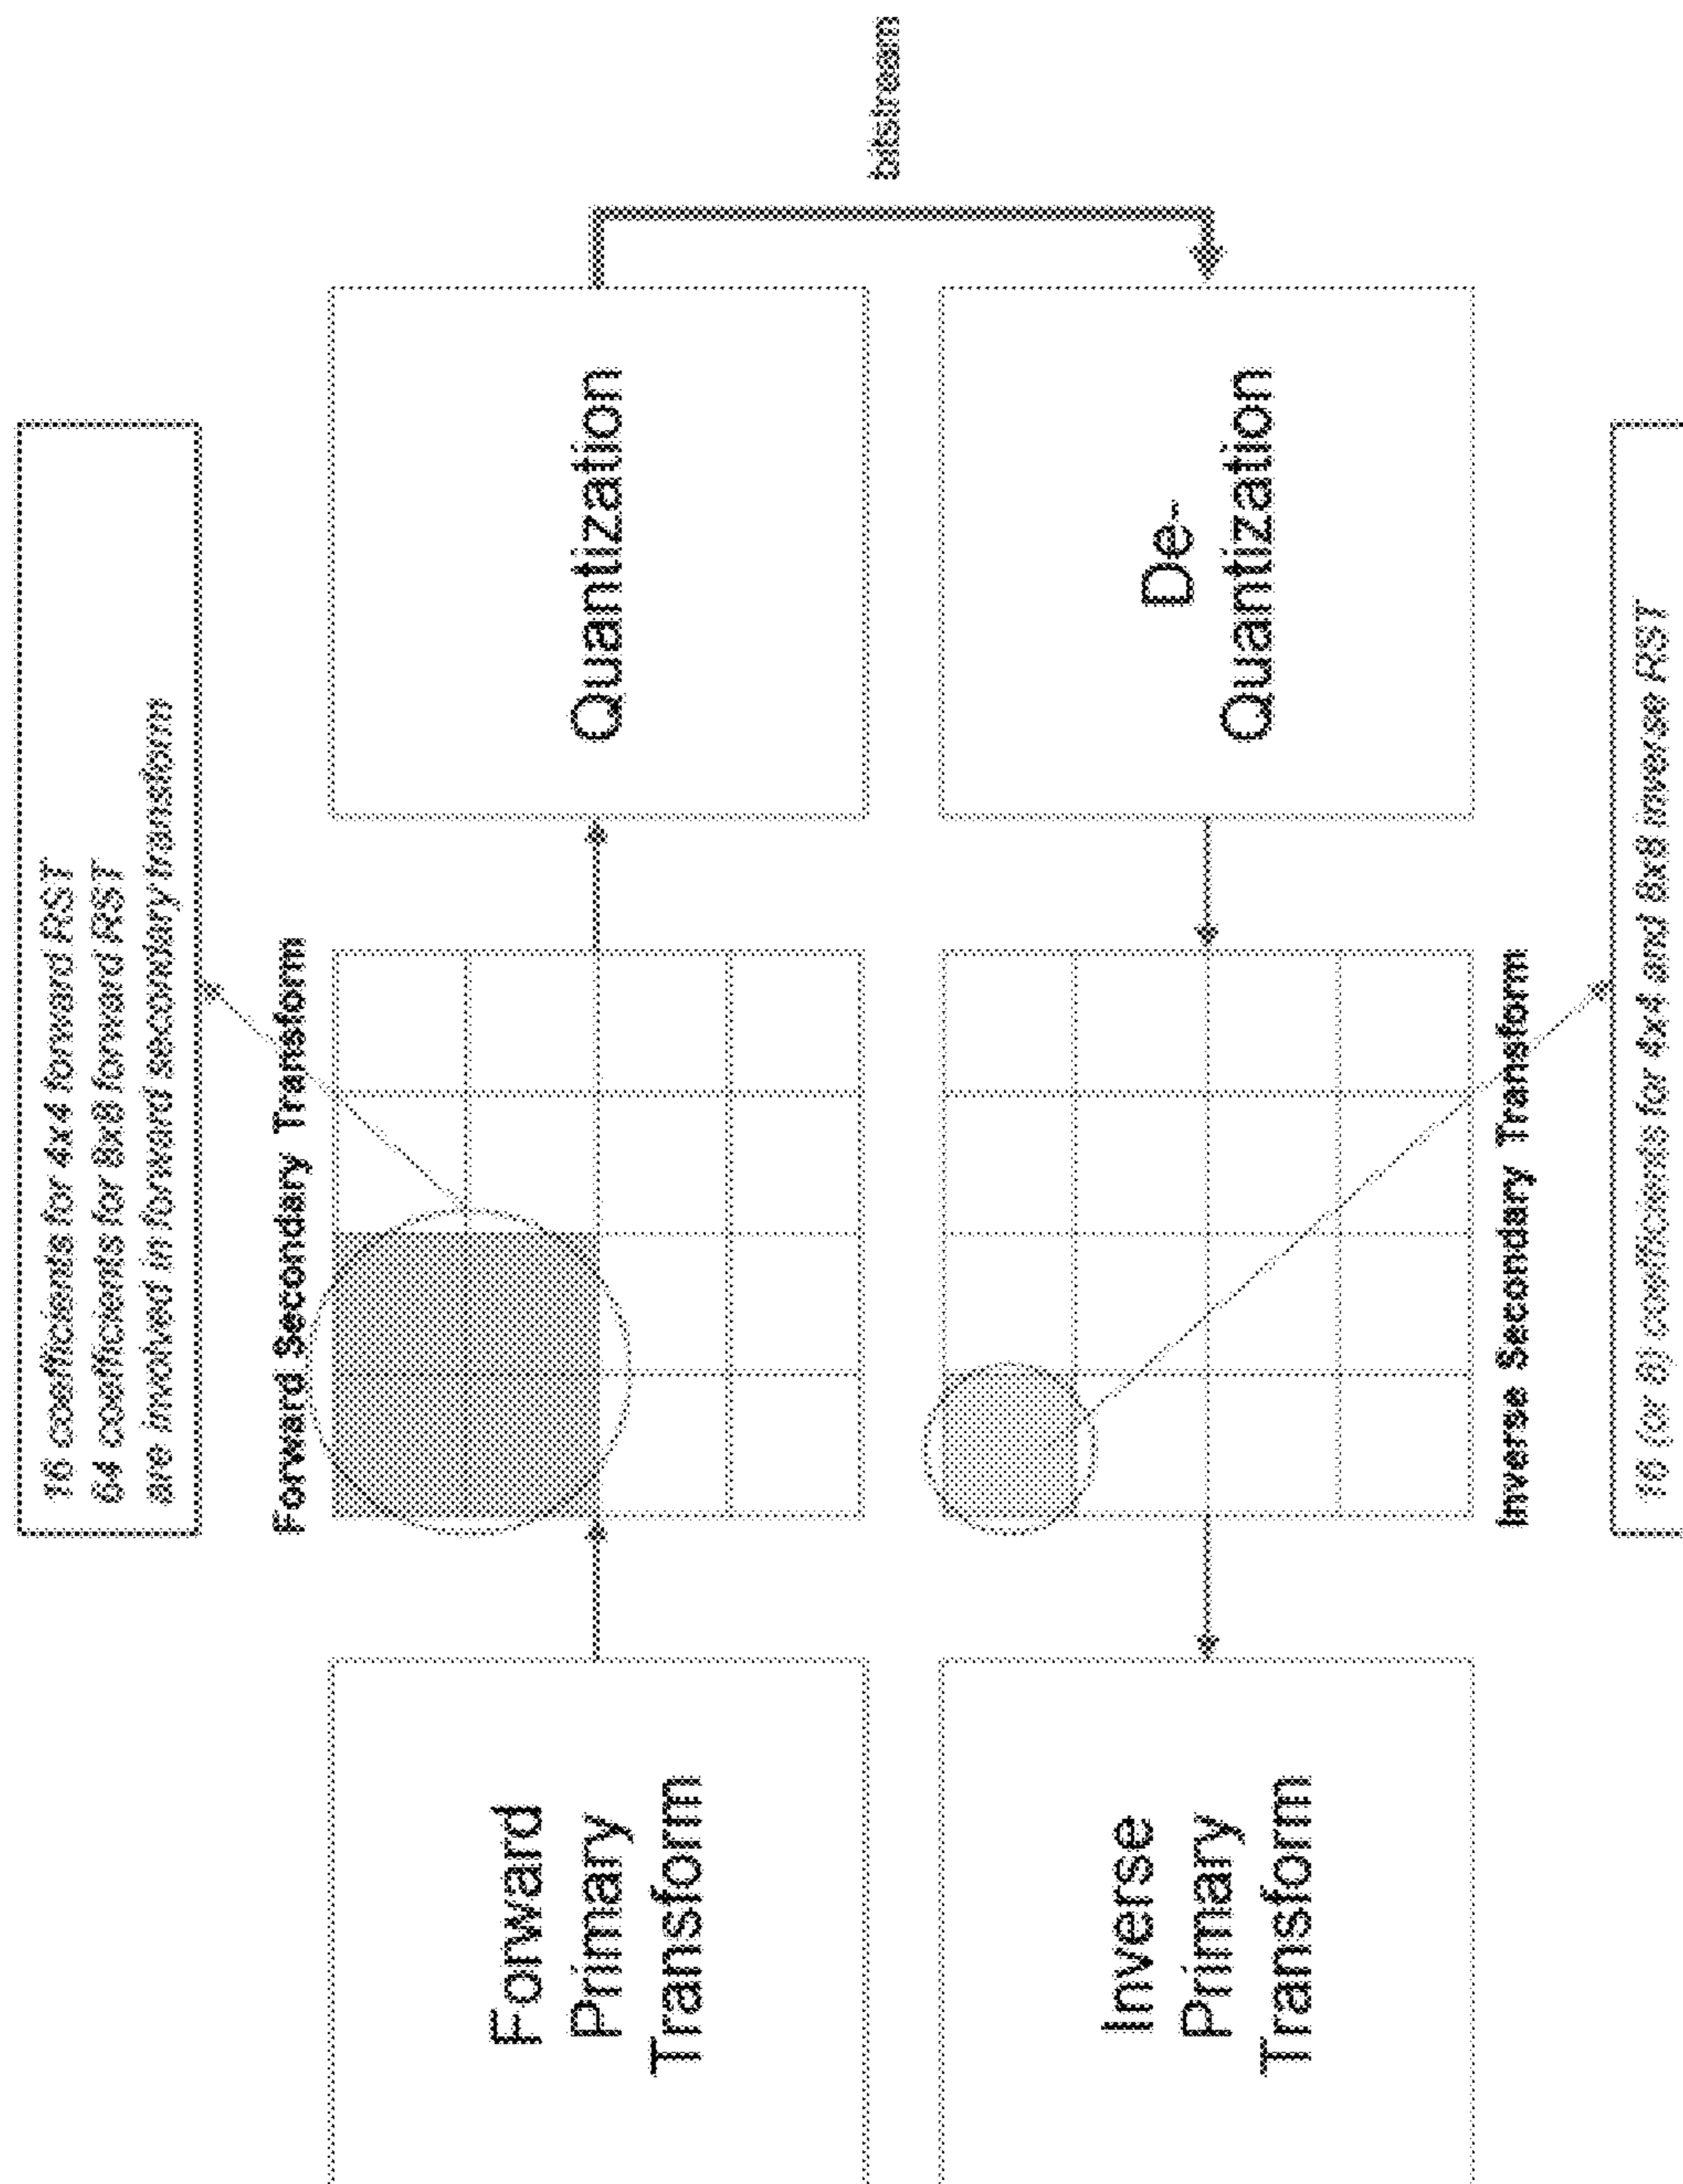 16 coefficients for 4x4 forward RST
64 coefficients for 8x8 forward RST
are involved in forward secondary transform
Forward Secondary Transform
Forward
Primary
Transform
Quantization
bitstream
Inverse
Primary
Transform
De-
Quantization
Inverse Secondary Transform
16 (or 8) coefficients for 4x4 and 8x8 inverse RST